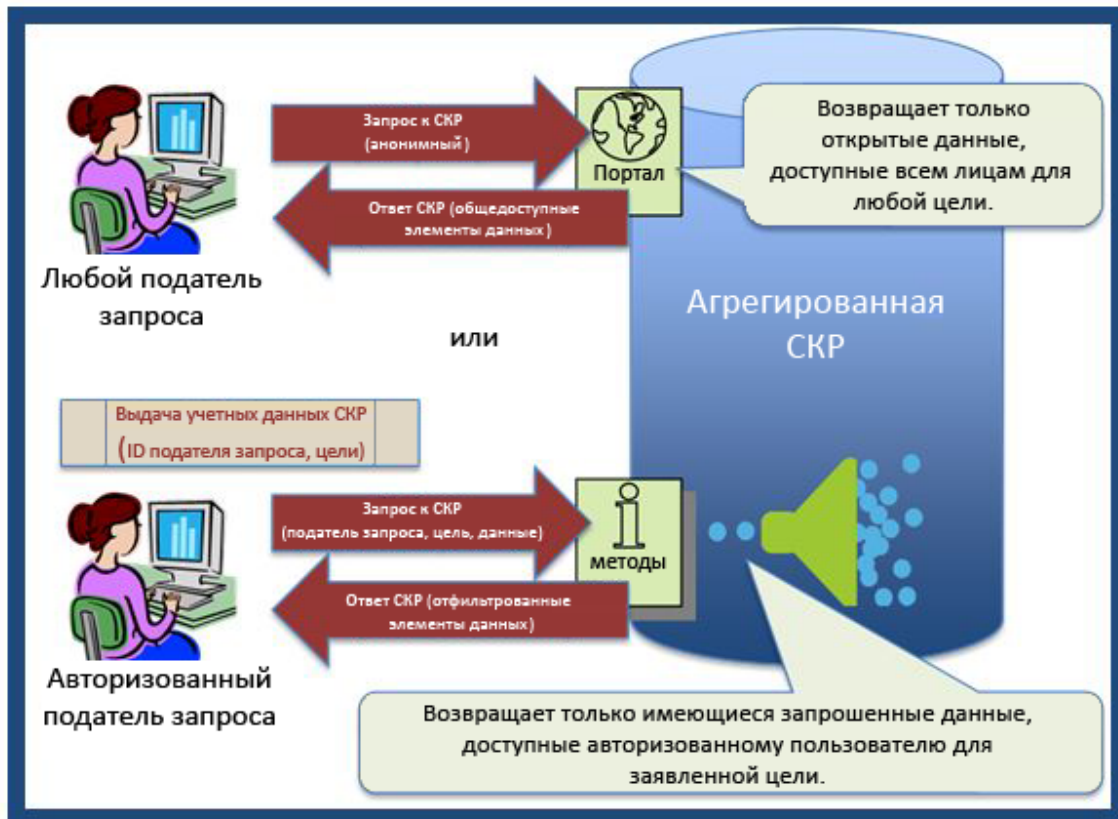 Запрос к СКР
(анонимный)
Портал
Возвращает только
открытые данные,
доступные всем лицам для
любой цели.
Ответ СКР (общедоступные
элементы данных)
Любой податель
запроса
или
Агрегированная
СКР
Выдача учетных данных СКР
(ID подателя запроса, цели)
Запрос к СКР
(податель запроса, цель, данные)
методы
Ответ СКР (отфильтрованные
элементы данных)
Авторизованный
податель запроса
Возвращает только имеющиеся запрошенные данные,
доступные авторизованному пользователю для
заявленной цели.